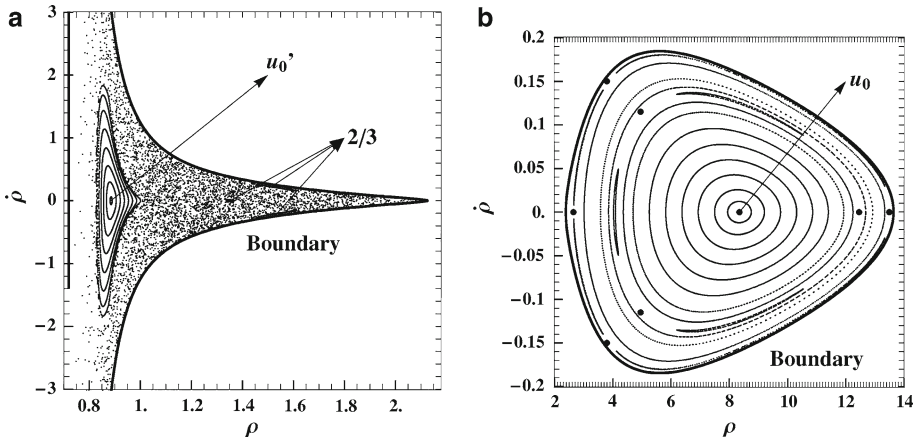 a
3
2
1
0
−1
−2
−3
ρ̇
u₀’
2/3
Boundary
0.8 1. 1.2 1.4 1.6 1.8 2.
ρ
b
0.2
0.15
0.1
0.05
0.
−0.05
−0.1
−0.15
−0.2
ρ̇
u₀
Boundary
2 4 6 8 10 12 14
ρ